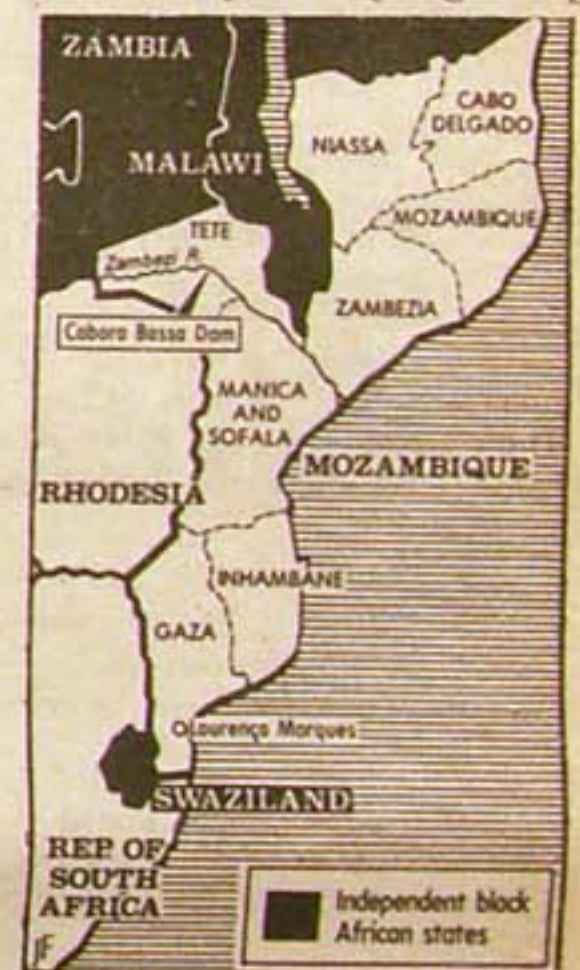 ZAMBIA
CABO
DELGADO
NIASSA
MALAWI
MOZAMBIQUE
TETE
Zambezi R.
ZAMBEZIA
Cabora Bassa Dam
MANICA
AND
SOFALA
MOZAMBIQUE
RHODESIA
INHAMBANE
GAZA
Lourenço Marques
SWAZILAND
REP OF
SOUTH
AFRICA
Independent black
African states
JF